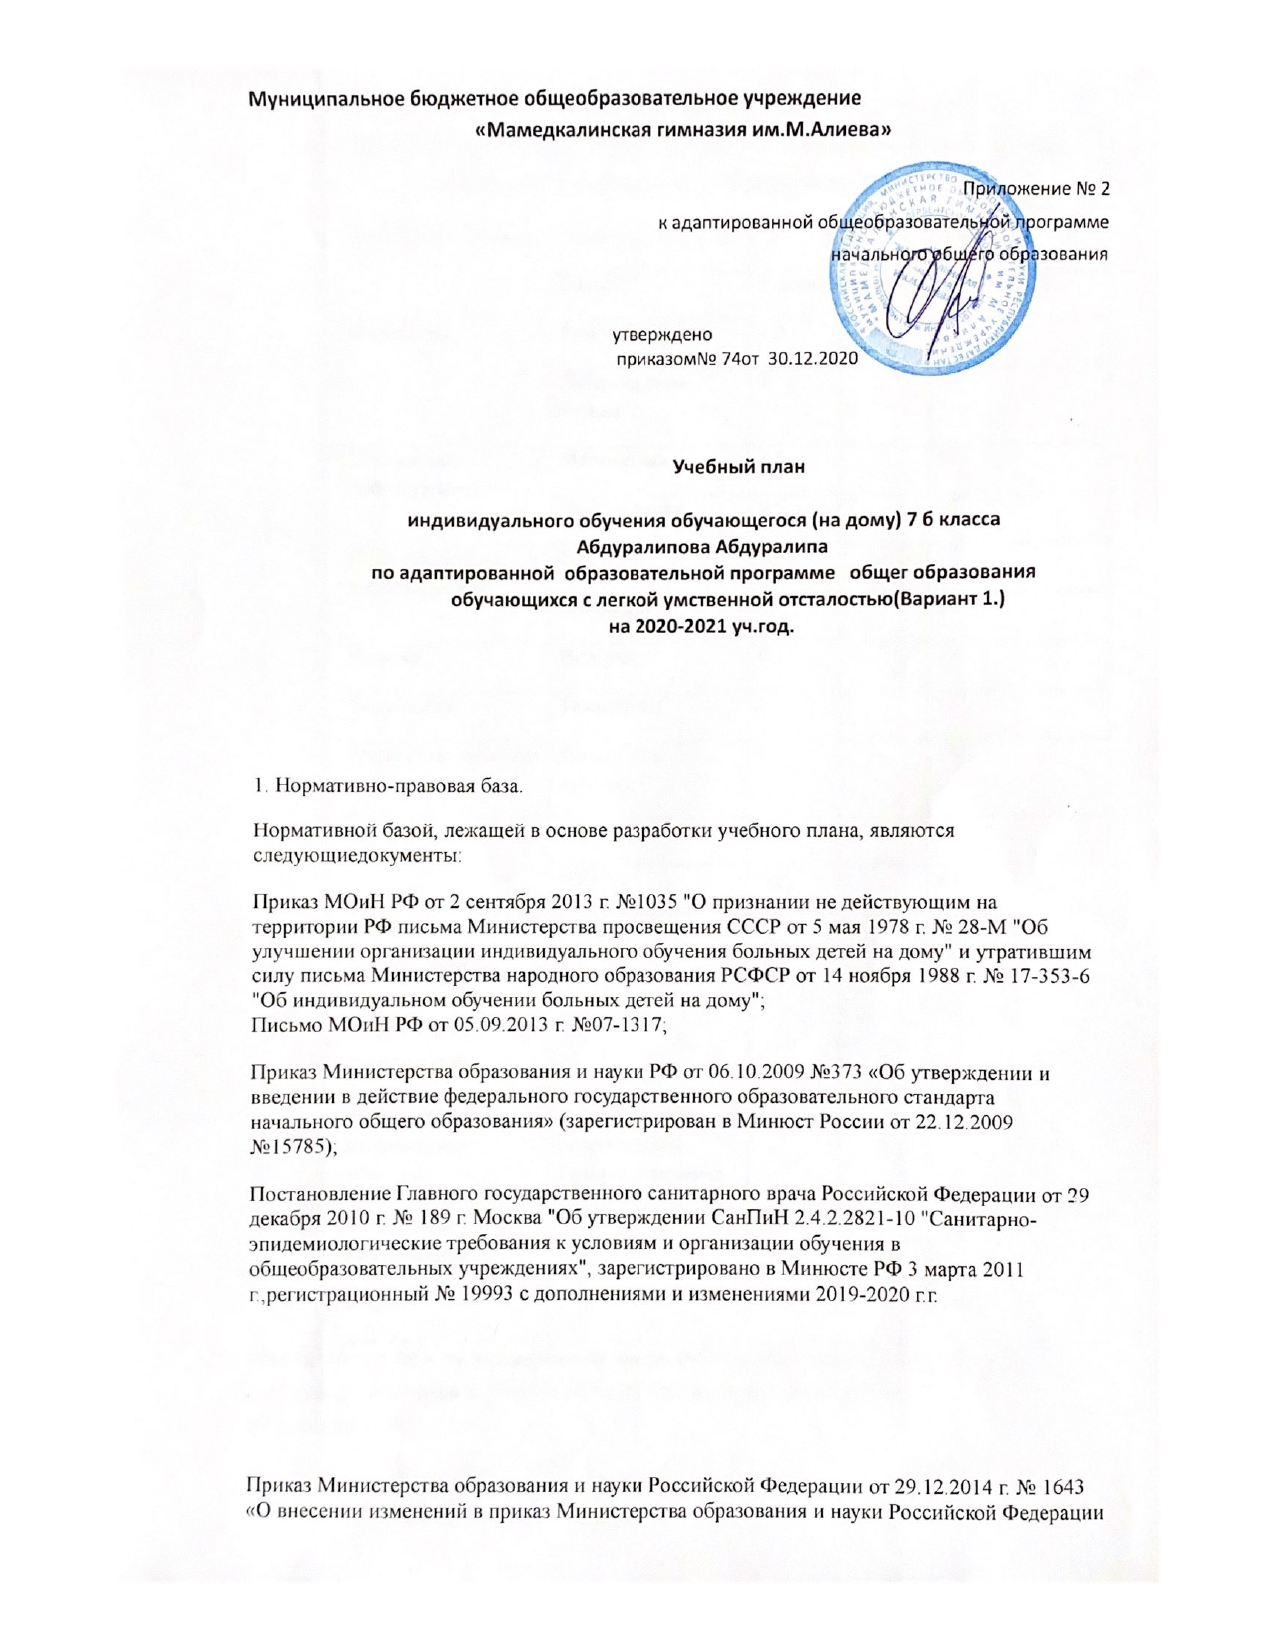 Муниципальное бюджетное общеобразовательное учреждение
«Мамедкалинская гимназия им.М.Алиева»
Приложение № 2
к адаптированной общеобразовательной программе
начального общего образования
утверждено
приказом№ 74от 30.12.2020
Учебный план
индивидуального обучения обучающегося (на дому) 7 б класса
Абдуралипова Абдуралипа
по адаптированной образовательной программе общег образования
обучающихся с легкой умственной отсталостью(Вариант 1.)
на 2020-2021 уч.год.
1. Нормативно-правовая база.
Нормативной базой, лежащей в основе разработки учебного плана, являются
следующиедокументы:
Приказ МОиН РФ от 2 сентября 2013 г. №1035 "О признании не действующим на
территории РФ письма Министерства просвещения СССР от 5 мая 1978 г. № 28-М "Об
улучшении организации индивидуального обучения больных детей на дому" и утратившим
силу письма Министерства народного образования РСФСР от 14 ноября 1988 г. № 17-353-6
"Об индивидуальном обучении больных детей на дому";
Письмо МОиН РФ от 05.09.2013 г. №07-1317;
Приказ Министерства образования и науки РФ от 06.10.2009 №373 «Об утверждении и
введении в действие федерального государственного образовательного стандарта
начального общего образования» (зарегистрирован в Минюст России от 22.12.2009
№15785);
Постановление Главного государственного санитарного врача Российской Федерации от 29
декабря 2010 г. № 189 г. Москва "Об утверждении СанПиН 2.4.2.2821-10 "Санитарно-
эпидемиологические требования к условиям и организации обучения в
общеобразовательных учреждениях", зарегистрировано в Минюсте РФ 3 марта 2011
г.,регистрационный № 19993 с дополнениями и изменениями 2019-2020 г.г.
Приказ Министерства образования и науки Российской Федерации от 29.12.2014 г. № 1643
«О внесении изменений в приказ Министерства образования и науки Российской Федерации